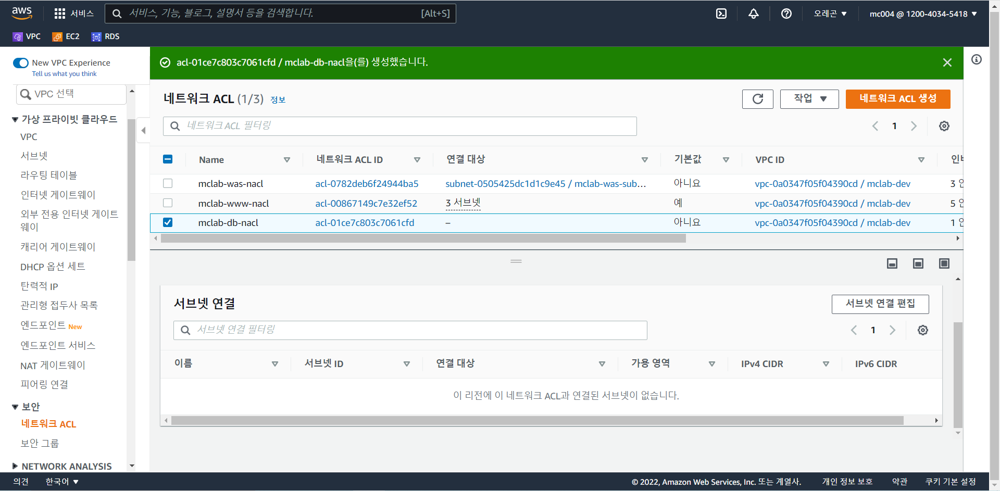 aws
서비스
서비스, 기능, 블로그, 설명서 등을 검색합니다.
[Alt+S]
오레곤 ▼
mc004 @ 1200-4034-5418 ▼
VPC
EC2
RDS
New VPC Experience
Tell us what you think
VPC 선택
가상 프라이빗 클라우드
VPC
서브넷
라우팅 테이블
인터넷 게이트웨이
외부 전용 인터넷 게이트
웨이
캐리어 게이트웨이
DHCP 옵션 세트
탄력적 IP
관리형 접두사 목록
엔드포인트 New
엔드포인트 서비스
NAT 게이트웨이
피어링 연결
보안
네트워크 ACL
보안 그룹
NETWORK ANALYSIS
acl-01ce7c803c7061cfd / mclab-db-nacl을(를) 생성했습니다.
네트워크 ACL (1/3) 정보
작업 ▼
네트워크 ACL 생성
네트워크 ACL 필터링
1
Name 네트워크 ACL ID 연결 대상 기본값 VPC ID
mclab-was-nacl acl-0782deb6f24944ba5 subnet-0505425dc1d1c9e45 / mclab-was-sub… 아니요 vpc-0a0347f05f04390cd / mclab-dev 3
mclab-www-nacl acl-00867149c7e32ef52 3 서브넷 예 vpc-0a0347f05f04390cd / mclab-dev 5
mclab-db-nacl acl-01ce7c803c7061cfd – 아니요 vpc-0a0347f05f04390cd / mclab-dev 1
서브넷 연결
서브넷 연결 편집
서브넷 연결 필터링
1
이름 서브넷 ID 연결 대상 가용 영역 IPv4 CIDR IPv6 CIDR
이 리전에 이 네트워크 ACL과 연결된 서브넷이 없습니다.
의견
한국어 ▼
© 2022, Amazon Web Services, Inc. 또는 계열사.
개인 정보 보호
약관
쿠키 기본 설정